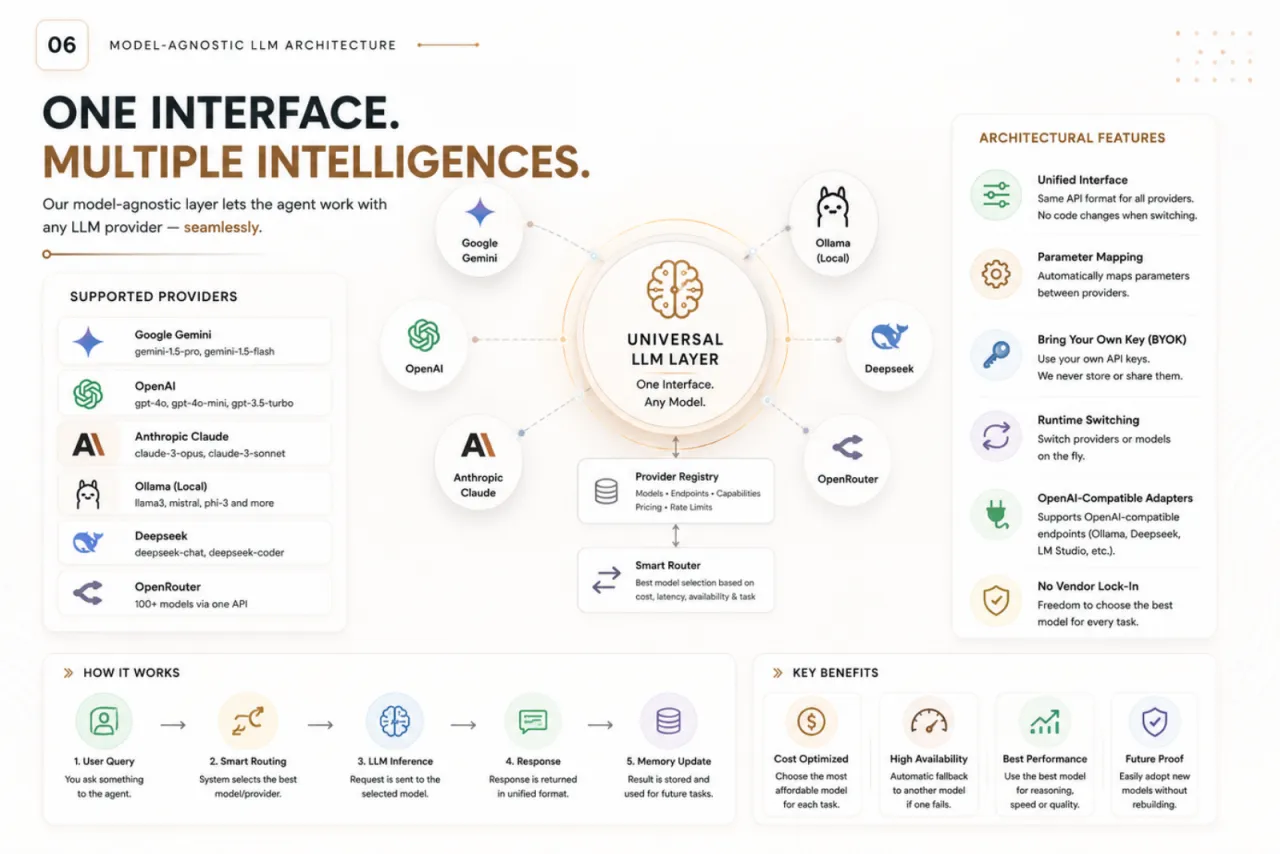 06
MODEL-AGNOSTIC LLM ARCHITECTURE
ONE INTERFACE.
MULTIPLE INTELLIGENCES.
Our model-agnostic layer lets the agent work with
any LLM provider — seamlessly.
SUPPORTED PROVIDERS
Google Gemini
gemini-1.5-pro, gemini-1.5-flash
OpenAI
gpt-4o, gpt-4o-mini, gpt-3.5-turbo
Anthropic Claude
claude-3-opus, claude-3-sonnet
Ollama (Local)
llama3, mistral, phi-3 and more
Deepseek
deepseek-chat, deepseek-coder
OpenRouter
100+ models via one API
Google
Gemini
OpenAI
Anthropic
Claude
Ollama
(Local)
Deepseek
OpenRouter
UNIVERSAL
LLM LAYER
One Interface.
Any Model.
Provider Registry
Models • Endpoints • Capabilities
Pricing • Rate Limits
Smart Router
Best model selection based on
cost, latency, availability & task
ARCHITECTURAL FEATURES
Unified Interface
Same API format for all providers.
No code changes when switching.
Parameter Mapping
Automatically maps parameters
between providers.
Bring Your Own Key (BYOK)
Use your own API keys.
We never store or share them.
Runtime Switching
Switch providers or models
on the fly.
OpenAI-Compatible Adapters
Supports OpenAI-compatible
endpoints (Ollama, Deepseek,
LM Studio, etc.).
No Vendor Lock-In
Freedom to choose the best
model for every task.
HOW IT WORKS
1. User Query
You ask something
to the agent.
2. Smart Routing
System selects the best
model/provider.
3. LLM Inference
Request is sent to the
selected model.
4. Response
Response is returned
in unified format.
5. Memory Update
Result is stored and
used for future tasks.
KEY BENEFITS
Cost Optimized
Choose the most
affordable model
for each task.
High Availability
Automatic fallback
to another model
if one fails.
Best Performance
Use the best model
for reasoning,
speed or quality.
Future Proof
Easily adopt new
models without
rebuilding.